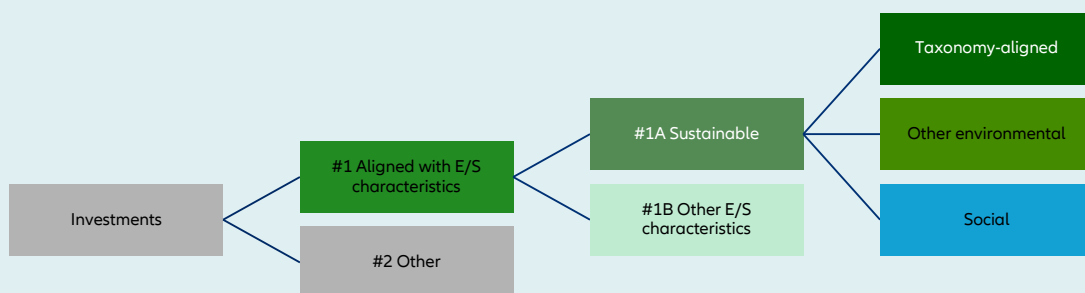 Investments
#1 Aligned with E/S
characteristics
#2 Other
#1A Sustainable
#1B Other E/S
characteristics
Taxonomy-aligned
Other environmental
Social